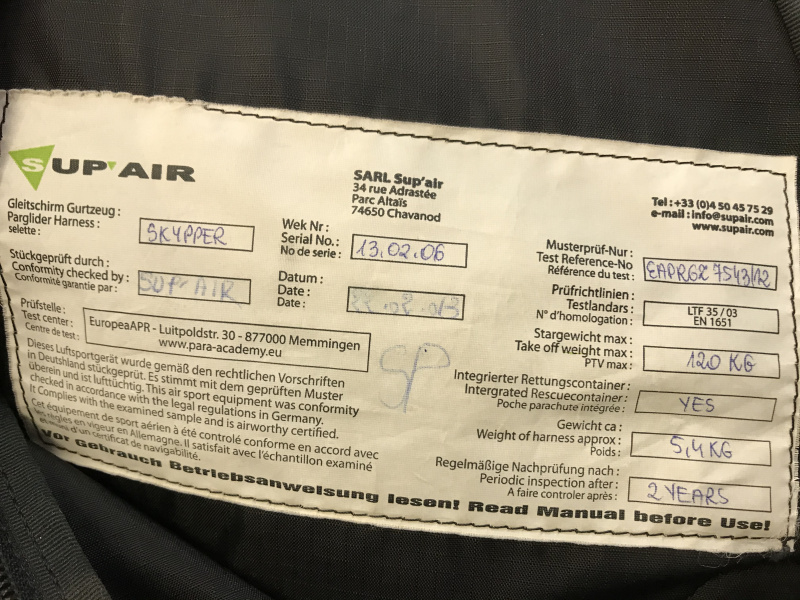 SUP'AIR
SARL Sup'air
34 rue Adrastée
Parc Altaïs
74650 Chavanod
Tel : +33 (0)4 50 45 75 29
e-mail : info@supair.com
www.supair.com
Gleitschirm Gurtzeug :
Parglider Harness :
selette :
SKYPPER
Stückgeprüft durch :
Conformity checked by :
Conformité garantie par :
SUP'AIR
Wek Nr :
Serial No. :
No de serie :
13.02.06
Datum :
Date :
Date :
Prüfstelle :
Test center :
Centre de test :
EuropeaAPR - Luitpoldstr. 30 - 877000 Memmingen
www.para-academy.eu
Dieses Luftsportgerät wurde gemäß den rechtlichen Vorschriften
in Deutschland stückgeprüft. Es stimmt mit dem geprüften Muster
überein und ist lufttüchtig. This air sport equipment was conformity
checked in accordance with the legal regulations in Germany.
It Complies with the examined sample and is airworthy certified.
Cet équipement de sport aérien à été controlé conforme en accord avec
les règles en vigeur en Allemagne. Il satisfait avec l'échantillon examiné
d'un certificat de navigabilité.
SP
Musterprüf-Nur :
Test Reference-No
Référence du test :
EAPRGZ 7543/12
Prüfrichtlinien :
Testlandars :
N° d'homologation :
LTF 35 / 03
EN 1651
Startgewicht max :
Take off weight max :
PTV max :
120 KG
Integrierter Rettungscontainer :
Intergrated Rescuecontainer :
Poche parachute intégrée :
YES
Gewicht ca :
Weight of harness approx :
Poids :
5,4KG
Regelmäßige Nachprüfung nach :
Periodic inspection after :
A faire controler après :
2 YEARS
Vor Gebrauch Betriebsanweisung lesen! Read Manual before Use!